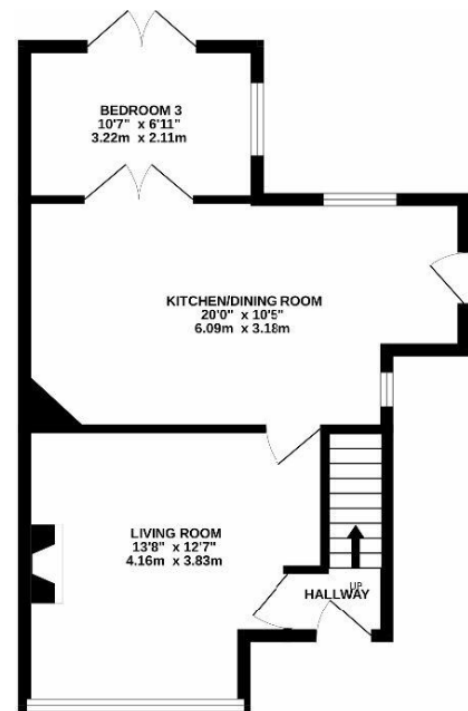 BEDROOM 3
10'7" x 6'11"
3.22m x 2.11m
KITCHEN/DINING ROOM
20'0" x 10'5"
6.09m x 3.18m
LIVING ROOM
13'8" x 12'7"
4.16m x 3.83m
UP
HALLWAY